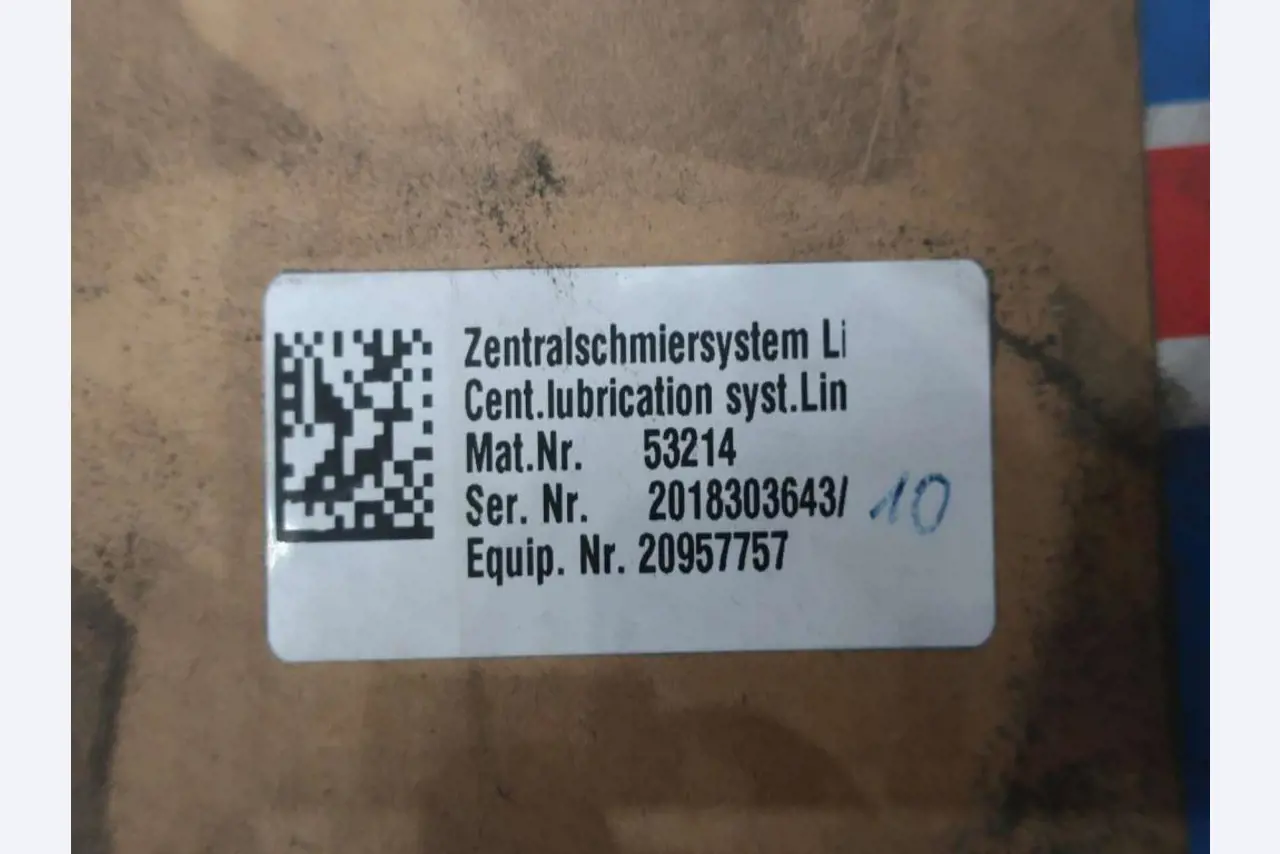 Zentralschmiersystem Li
Cent.lubrication syst.Lin
Mat.Nr. 53214
Ser. Nr. 2018303643/ 10
Equip. Nr. 20957757